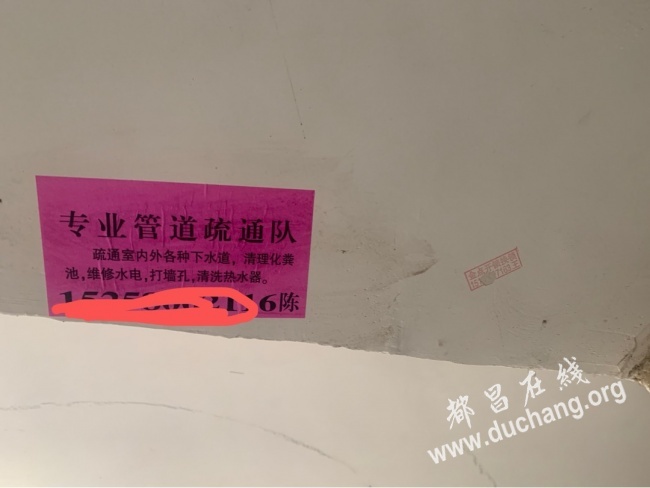 专业管道疏通队
疏通室内外各种下水道，清理化粪
池，维修水电，打墙孔，清洗热水器。
陈
都昌在線
www.duchang.org